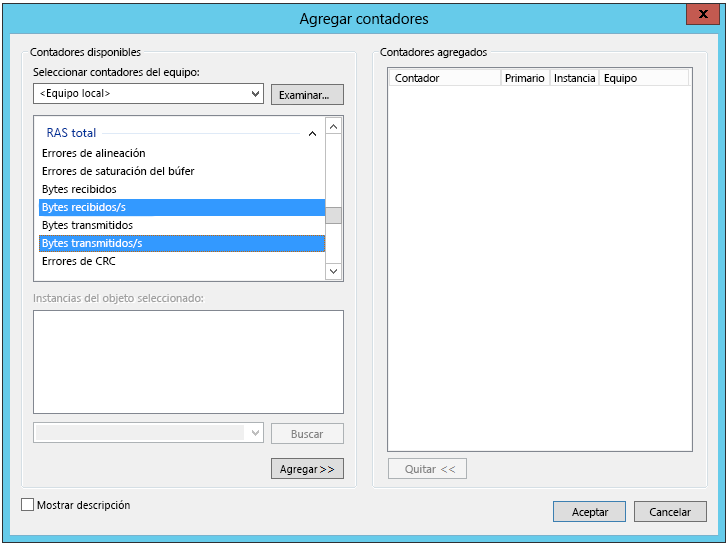 Agregar contadores
x
Contadores disponibles
Seleccionar contadores del equipo:
<Equipo local>
Examinar...
RAS total
Errores de alineación
Errores de saturación del búfer
Bytes recibidos
Bytes recibidos/s
Bytes transmitidos
Bytes transmitidos/s
Errores de CRC
Instancias del objeto seleccionado:
Buscar
Agregar >>
Mostrar descripción
Contadores agregados
Contador Primario Instancia Equipo
Quitar <<
Aceptar Cancelar